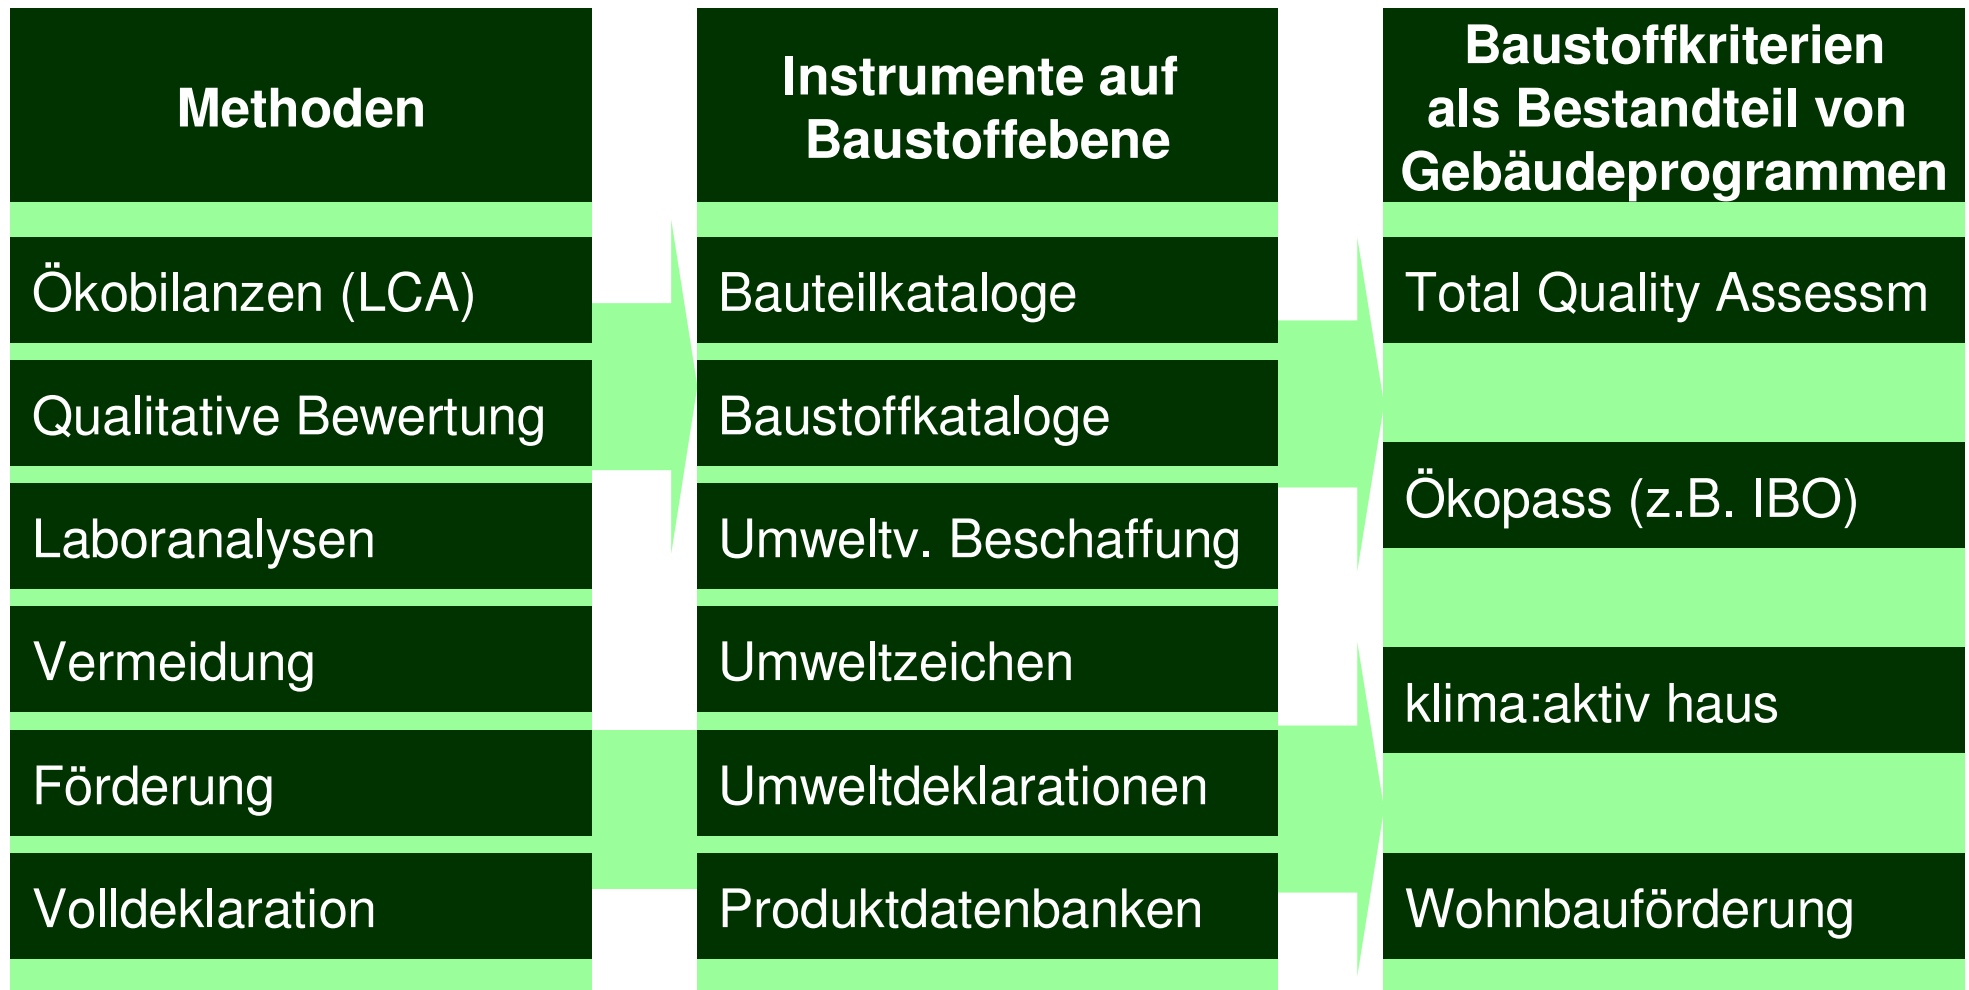 Methoden
Ökobilanzen (LCA)
Qualitative Bewertung
Laboranalysen
Vermeidung
Förderung
Volldeklaration
Instrumente auf
Baustoffebene
Bauteilkataloge
Baustoffkataloge
Umweltv. Beschaffung
Umweltzeichen
Umweltdeklarationen
Produktdatenbanken
Baustoffkriterien
als Bestandteil von
Gebäudeprogrammen
Total Quality Assessm
Ökopass (z.B. IBO)
klima:aktiv haus
Wohnbauförderung